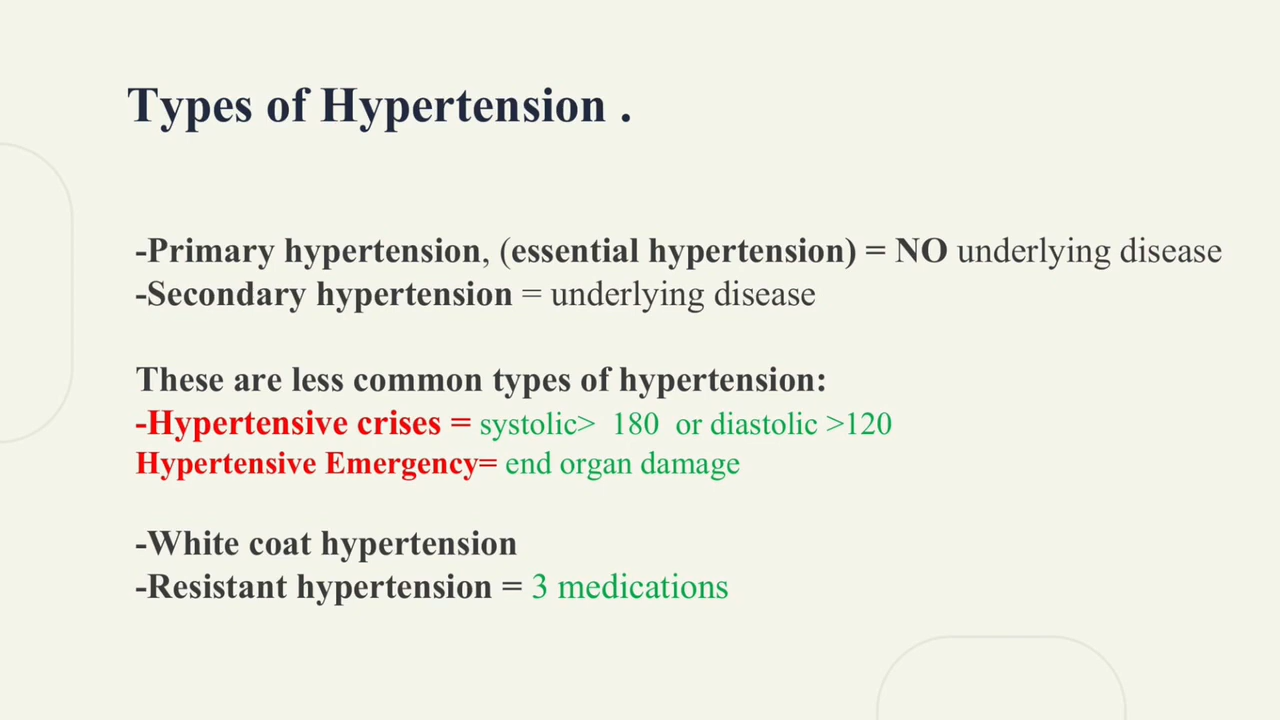 Types of Hypertension .
-Primary hypertension, (essential hypertension) = NO underlying disease
-Secondary hypertension = underlying disease
These are less common types of hypertension:
-Hypertensive crises = systolic>  180  or diastolic >120
Hypertensive Emergency= end organ damage
-White coat hypertension
-Resistant hypertension = 3 medications